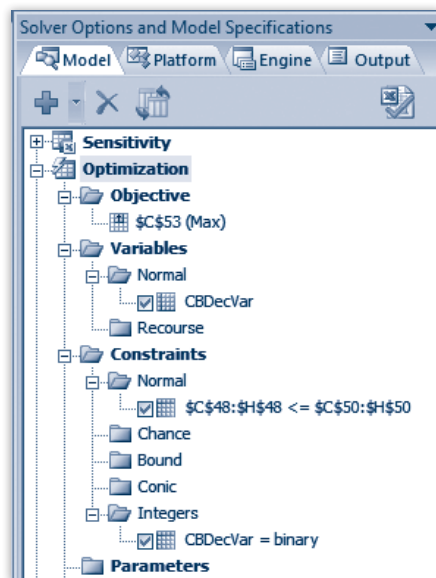 Solver Options and Model Specifications
Model Platform Engine Output
Sensitivity
Optimization
Objective
$C$53 (Max)
Variables
Normal
CBDecVar
Recourse
Constraints
Normal
$C$48:$H$48 <= $C$50:$H$50
Chance
Bound
Conic
Integers
CBDecVar = binary
Parameters